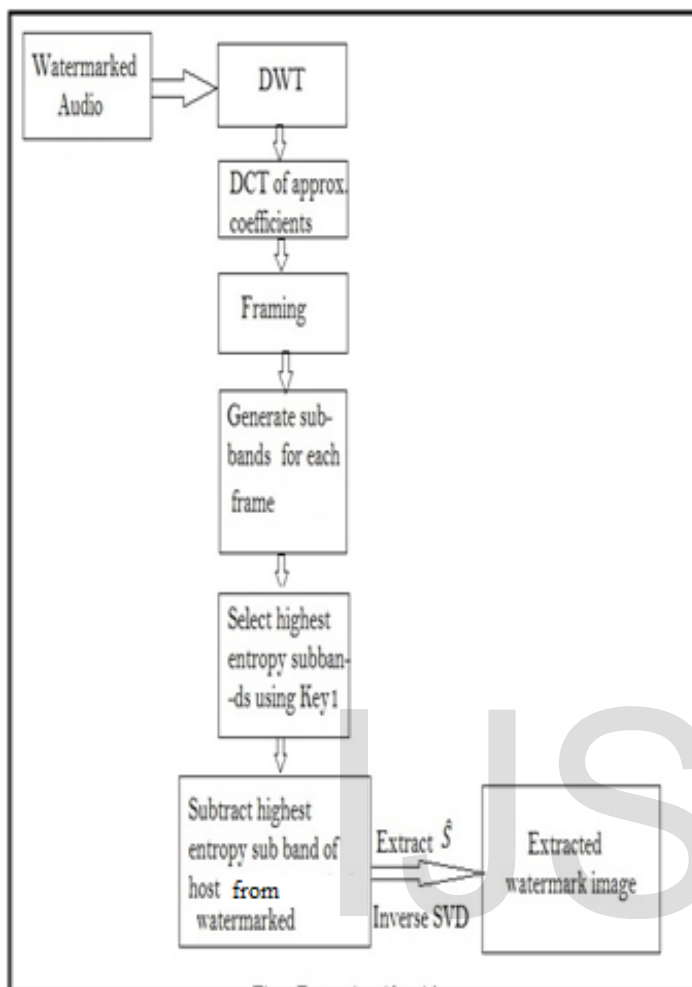 Watermarked
Audio
DWT
DCT of approx.
coefficients
Framing
Generate sub-
bands for each
frame
Select highest
entropy subban-
-ds using Key1
Subtract highest
entropy sub band of
host from
watermarked
Extract Ŝ
Inverse SVD
Extracted
watermark image
IJS